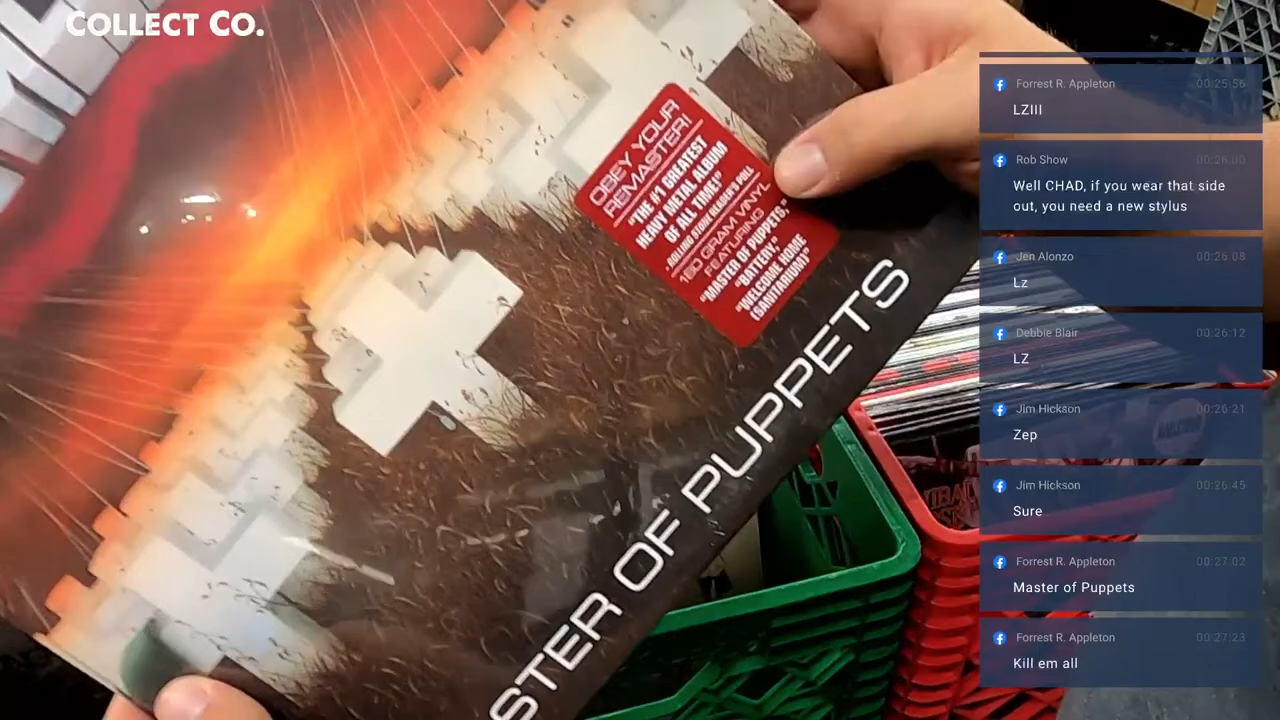 COLLECT CO.
OBEY YOUR
REMASTER!
"THE #1 GREATEST
HEAVY METAL ALBUM
OF ALL TIME!"
- ROLLING STONE READER'S POLL
180 GRAM VINYL
FEATURING
"MASTER OF PUPPETS,"
"BATTERY,"
"WELCOME HOME
(SANITARIUM)"
STER OF PUPPETS
Forrest R. Appleton 00:25:56
LZIII
Rob Show 00:26:00
Well CHAD, if you wear that side
out, you need a new stylus
Jen Alonzo 00:26:08
Lz
Debbie Blair 00:26:12
LZ
Jim Hickson 00:26:21
Zep
Jim Hickson 00:26:45
Sure
Forrest R. Appleton 00:27:02
Master of Puppets
Forrest R. Appleton 00:27:23
Kill em all